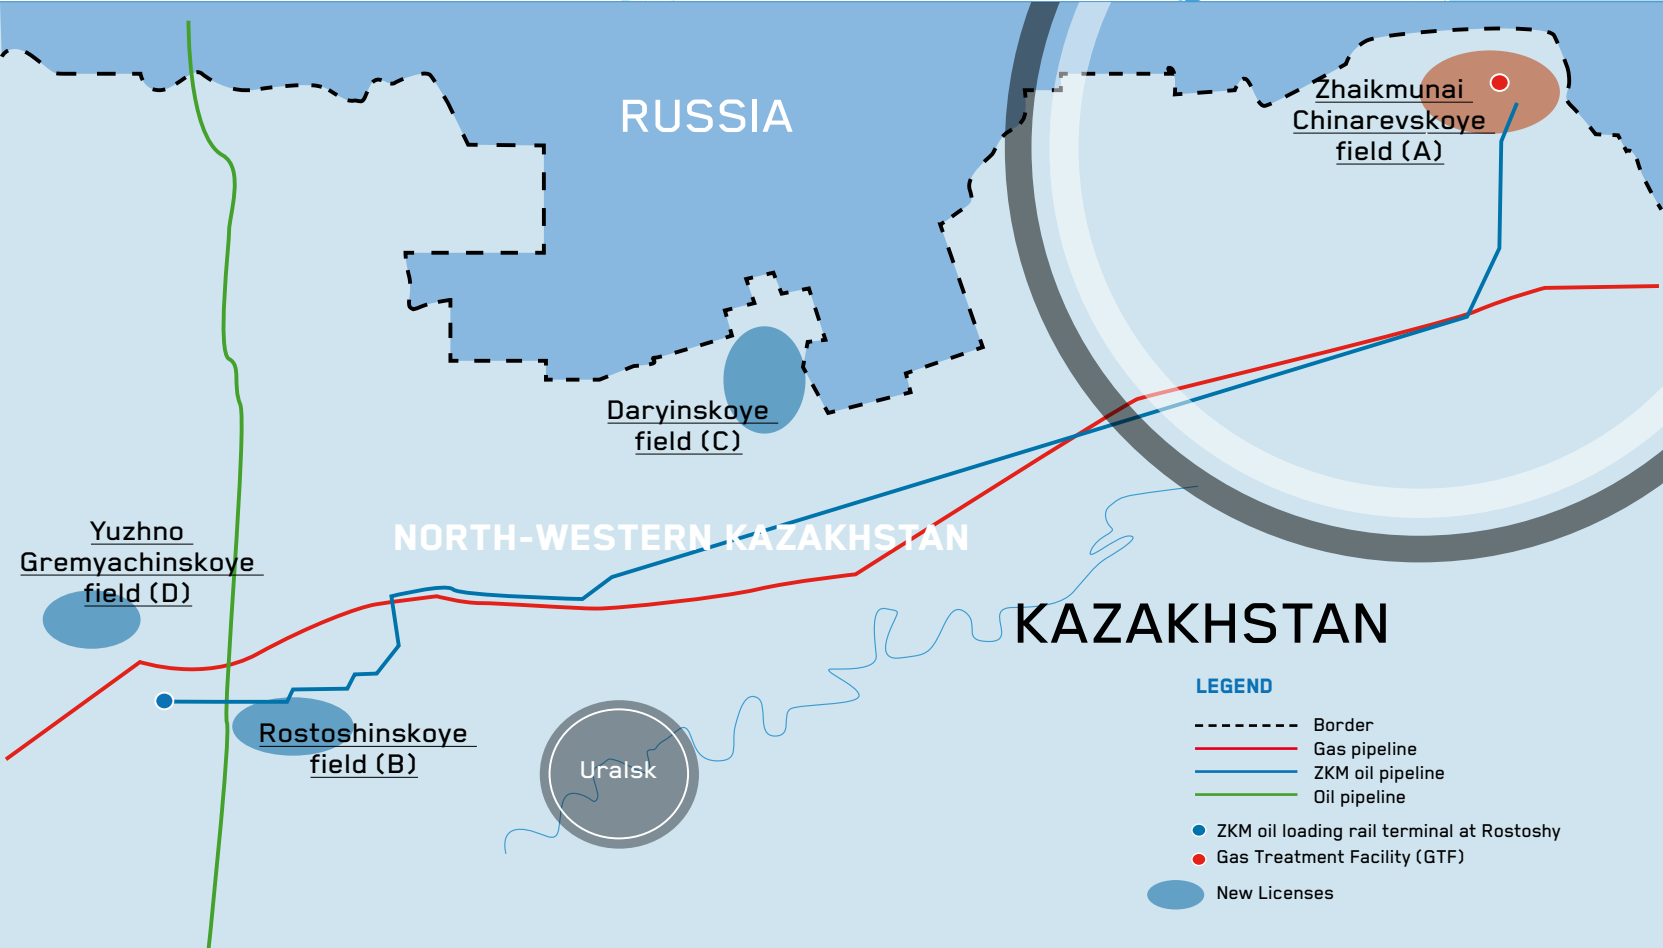 RUSSIA
Zhaikmunai
Chinarevskoye
field (A)
Daryinskoye
field (C)
Yuzhno
Gremyachinskoye
field (D)
NORTH-WESTERN KAZAKHSTAN
KAZAKHSTAN
Rostoshinskoye
field (B)
Uralsk
LEGEND
Border
Gas pipeline
ZKM oil pipeline
Oil pipeline
ZKM oil loading rail terminal at Rostoshy
Gas Treatment Facility (GTF)
New Licenses